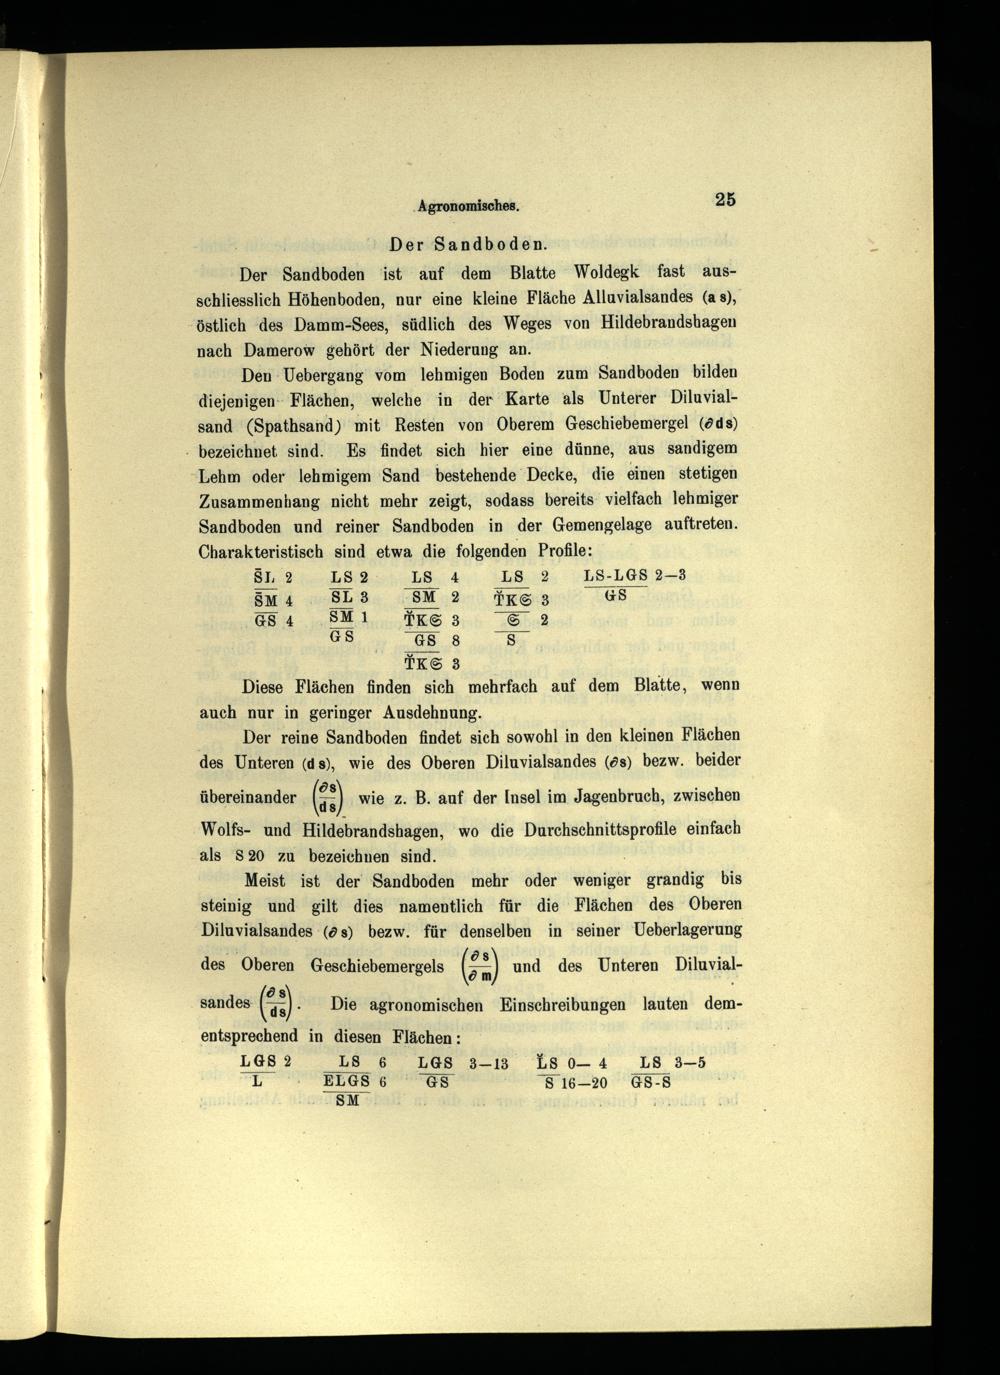 Agronomisches. 25
Der Sandboden.
Der Sandboden ist auf dem Blatte Woldegk fast aus-
schliesslich Höhenboden, nur eine kleine Fläche Alluvialsandes (a s),
östlich des Damm-Sees, südlich des Weges von Hildebrandshagen
nach Damerow gehört der Niederung an.
Den Uebergang vom lehmigen Boden zum Sandboden bilden
diejenigen Flächen, welche in der Karte als Unterer Diluvial-
sand (Spathsand) mit Resten von Oberem Geschiebemergel (∂ds)
bezeichnet sind. Es findet sich hier eine dünne, aus sandigem
Lehm oder lehmigem Sand bestehende Decke, die einen stetigen
Zusammenhang nicht mehr zeigt, sodass bereits vielfach lehmiger
Sandboden und reiner Sandboden in der Gemengelage auftreten.
Charakteristisch sind etwa die folgenden Profile:
S̄L 2 LS 2 LS 4 LS 2 LS-LGS 2—3
S̄M 4 SL 3 SM 2 T̆K𝔖 3 GS
GS 4 SM 1 T̆K𝔖 3 𝔖 2
GS GS 8 S
T̆K𝔖 3
Diese Flächen finden sich mehrfach auf dem Blatte, wenn
auch nur in geringer Ausdehnung.
Der reine Sandboden findet sich sowohl in den kleinen Flächen
des Unteren (d s), wie des Oberen Diluvialsandes (∂s) bezw. beider
übereinander (∂s/ds) wie z. B. auf der Insel im Jagenbruch, zwischen
Wolfs- und Hildebrandshagen, wo die Durchschnittsprofile einfach
als S 20 zu bezeichnen sind.
Meist ist der Sandboden mehr oder weniger grandig bis
steinig und gilt dies namentlich für die Flächen des Oberen
Diluvialsandes (∂ s) bezw. für denselben in seiner Ueberlagerung
des Oberen Geschiebemergels (∂ s/∂ m) und des Unteren Diluvial-
sandes (∂ s/ds). Die agronomischen Einschreibungen lauten dem-
entsprechend in diesen Flächen:
LGS 2 LS 6 LGS 3—13 L̆S 0— 4 LS 3—5
L ELGS 6 GS S 16—20 GS-S
SM